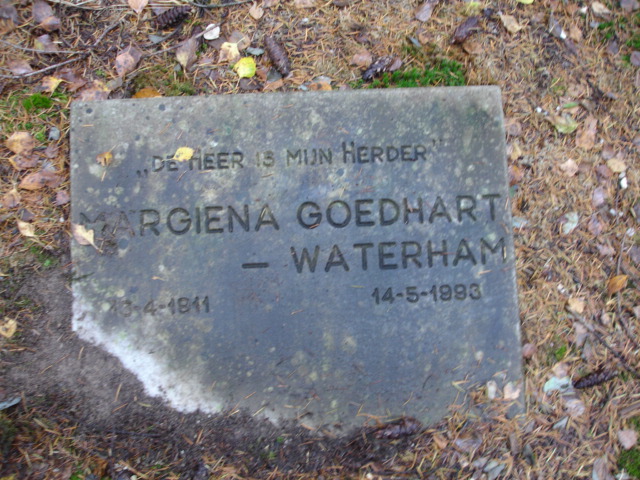 „De Heer is mijn Herder"
Margiena Goedhart
– Waterham
13-4-1911 14-5-1993